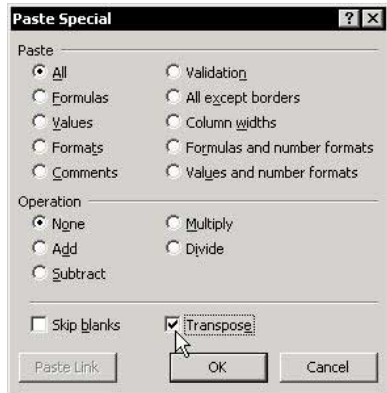 Paste Special
Paste
All
Validation
Formulas
All except borders
Values
Column widths
Formats
Formulas and number formats
Comments
Values and number formats
Operation
None
Multiply
Add
Divide
Subtract
Skip blanks
Transpose
Paste Link
OK
Cancel